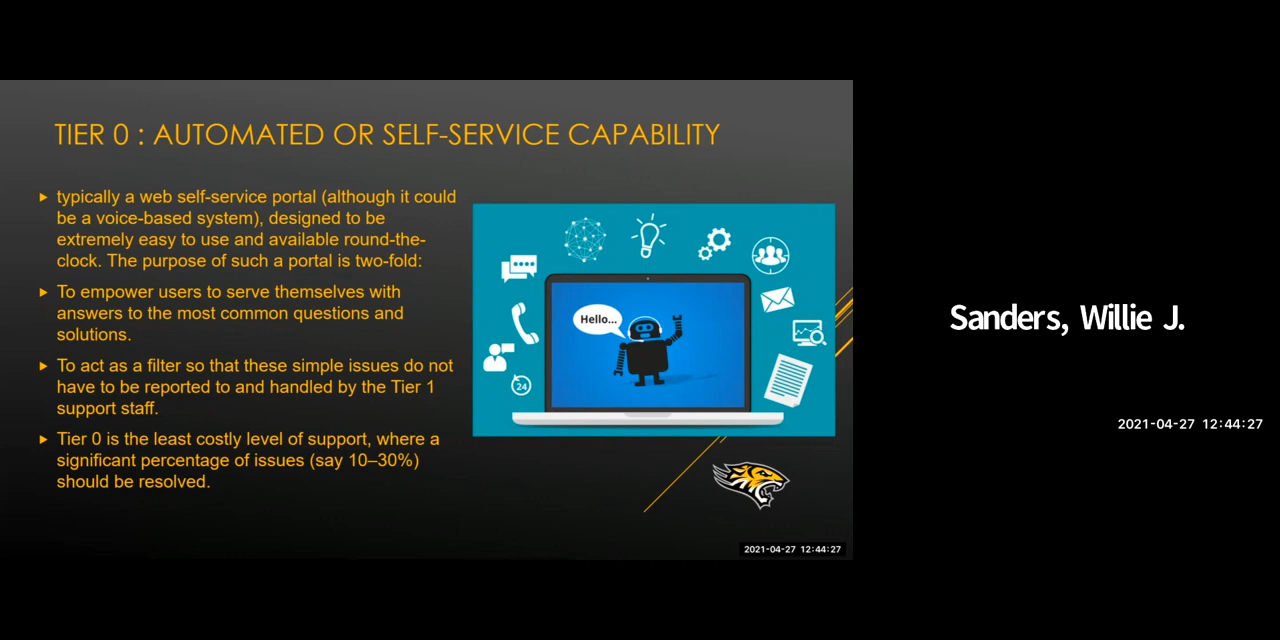 TIER 0 : AUTOMATED OR SELF-SERVICE CAPABILITY
typically a web self-service portal (although it could
be a voice-based system), designed to be
extremely easy to use and available round-the-
clock. The purpose of such a portal is two-fold:
To empower users to serve themselves with
answers to the most common questions and
solutions.
To act as a filter so that these simple issues do not
have to be reported to and handled by the Tier 1
support staff.
Tier 0 is the least costly level of support, where a
significant percentage of issues (say 10–30%)
should be resolved.
Hello...
24
2021-04-27 12:44:27
Sanders, Willie J.
2021-04-27 12:44:27